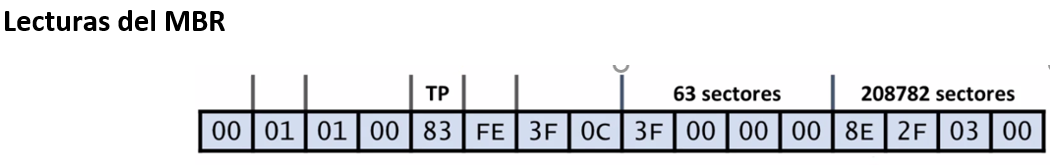 Lecturas del MBR
TP 63 sectores 208782 sectores
00 01 01 00 83 FE 3F 0C 3F 00 00 00 8E 2F 03 00